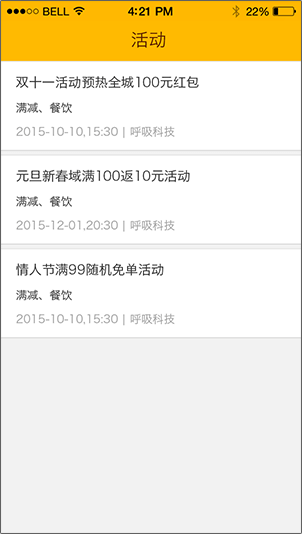 BELL 4:21 PM 22%
活动
双十一活动预热全城100元红包
满减、餐饮
2015-10-10,15:30 | 呼吸科技
元旦新春域满100返10元活动
满减、餐饮
2015-12-01,20:30 | 呼吸科技
情人节满99随机免单活动
满减、餐饮
2015-10-10,15:30 | 呼吸科技